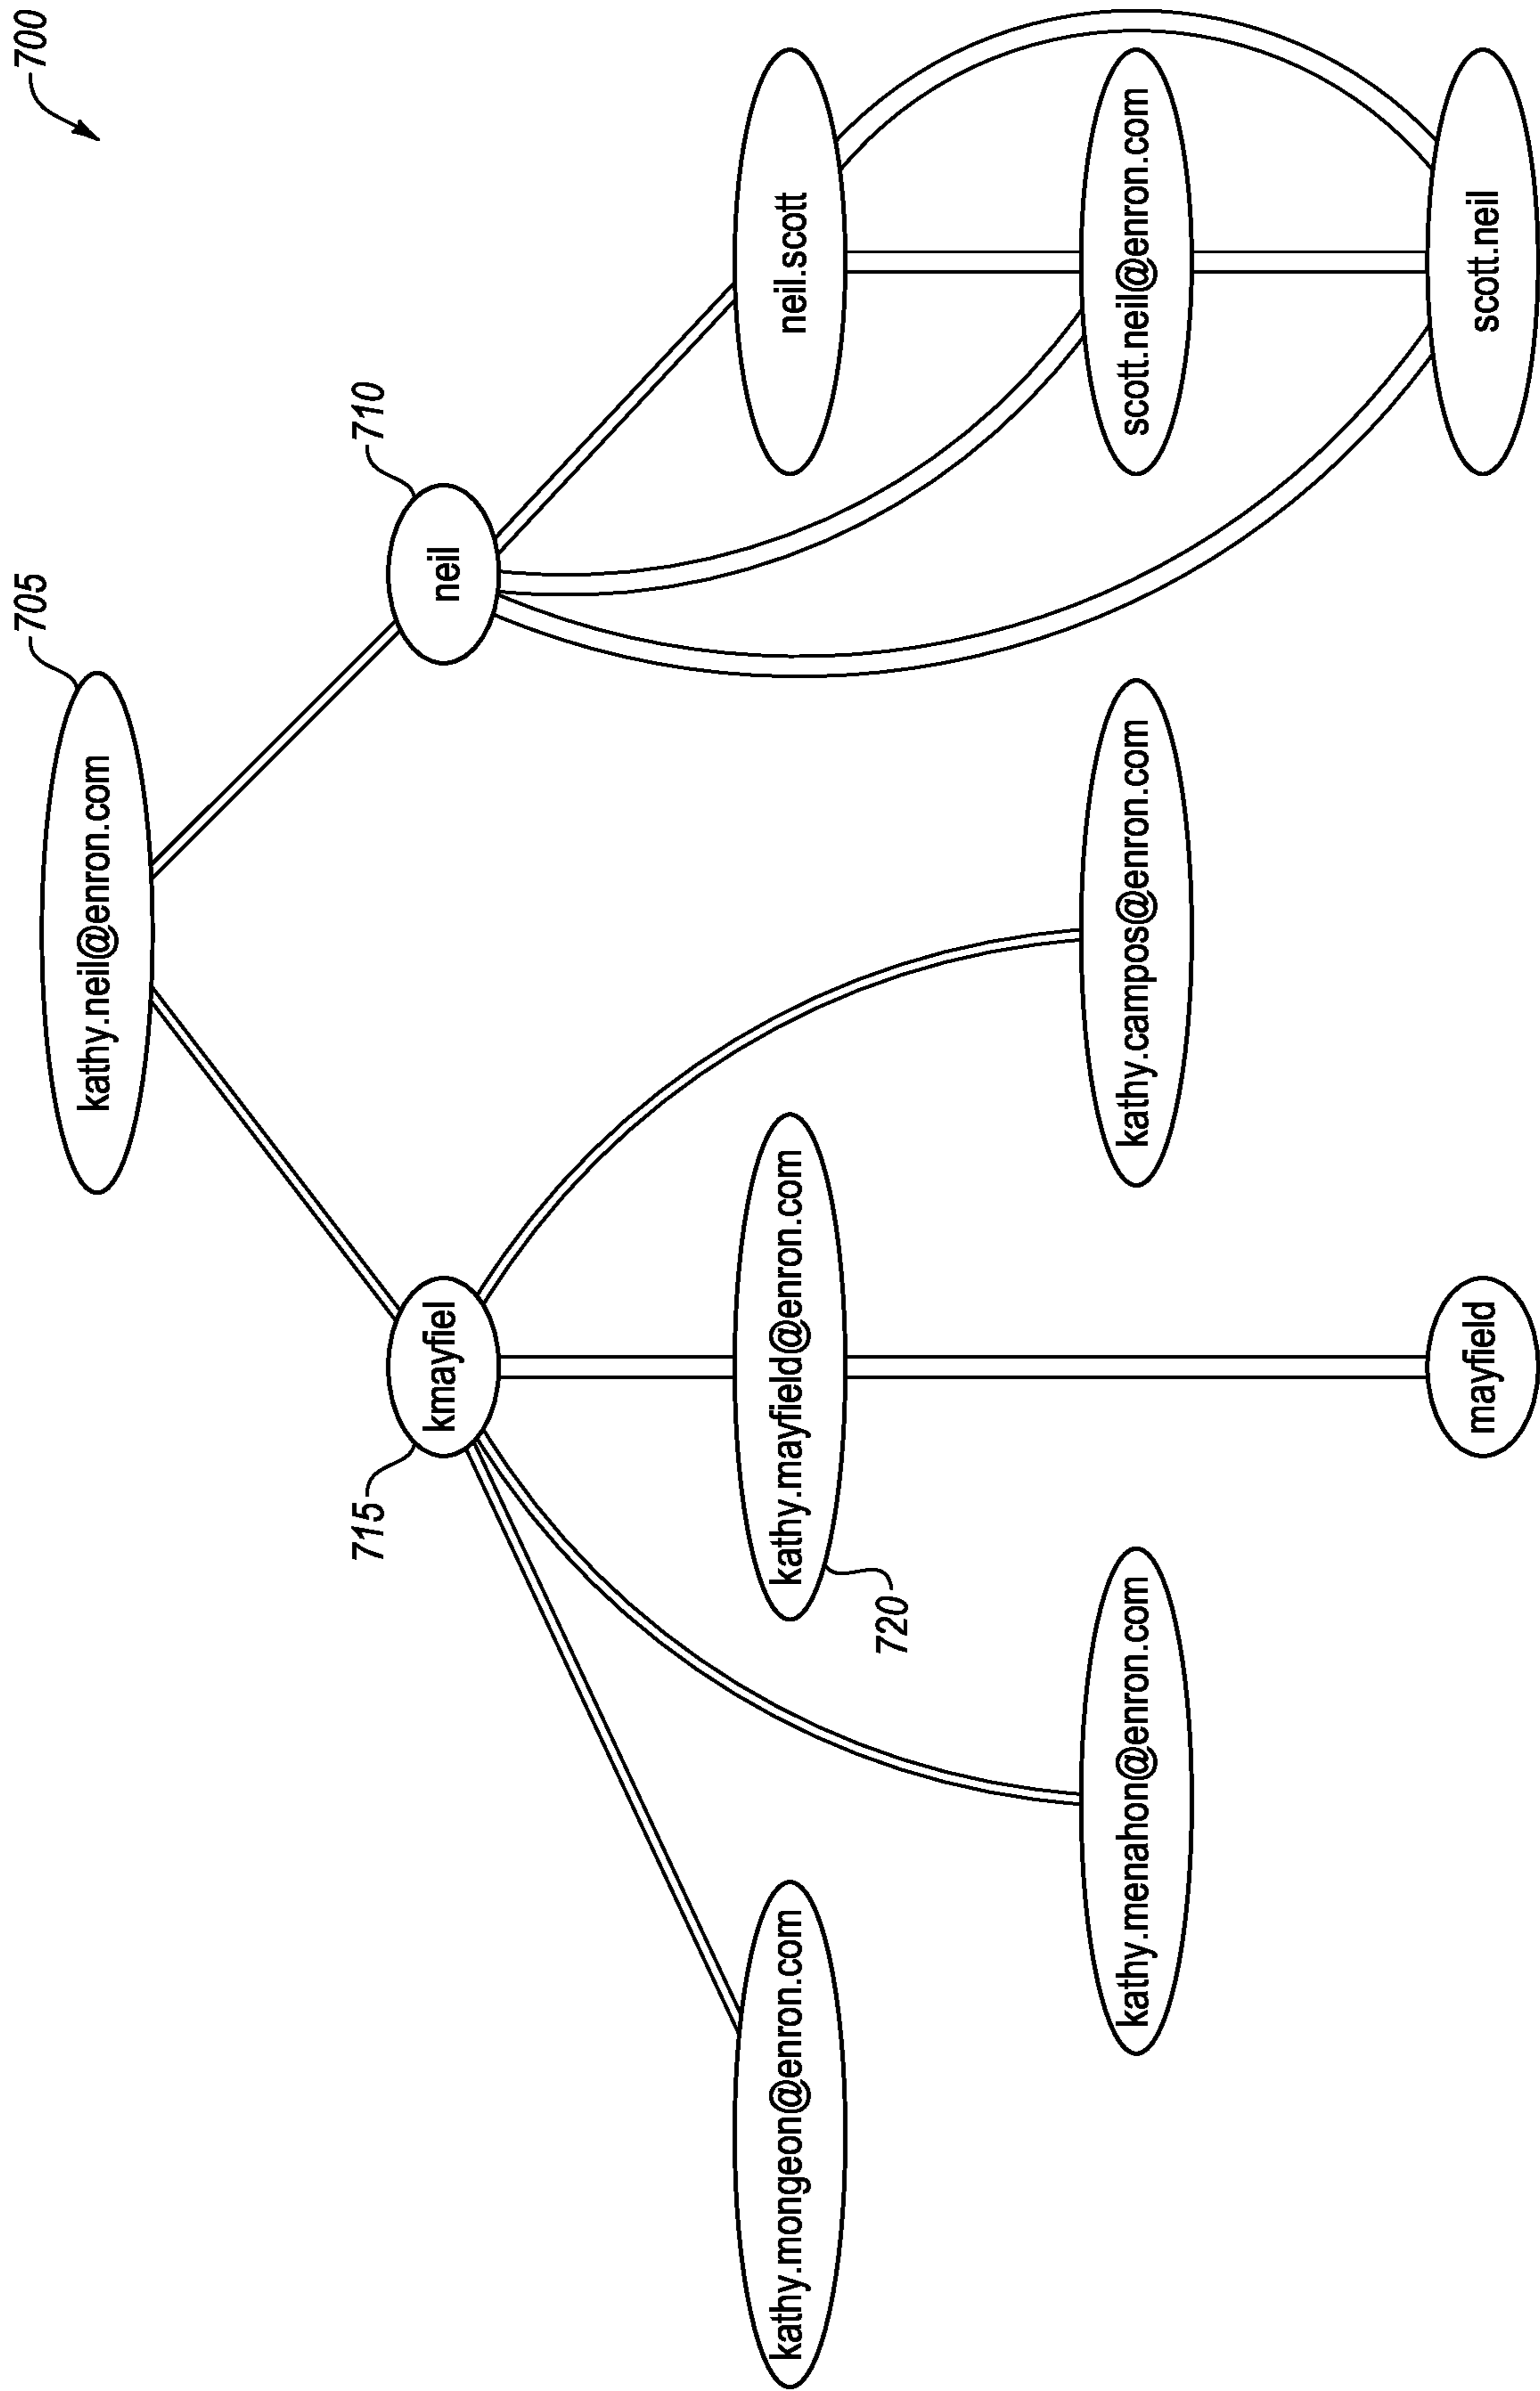 705
700
kathy.neil@enron.com
715
710
kmayfiel
neil
kathy.mongeon@enron.com
kathy.mayfield@enron.com
neil.scott
720
kathy.menahon@enron.com
kathy.campos@enron.com
scott.neil@enron.com
mayfield
scott.neil